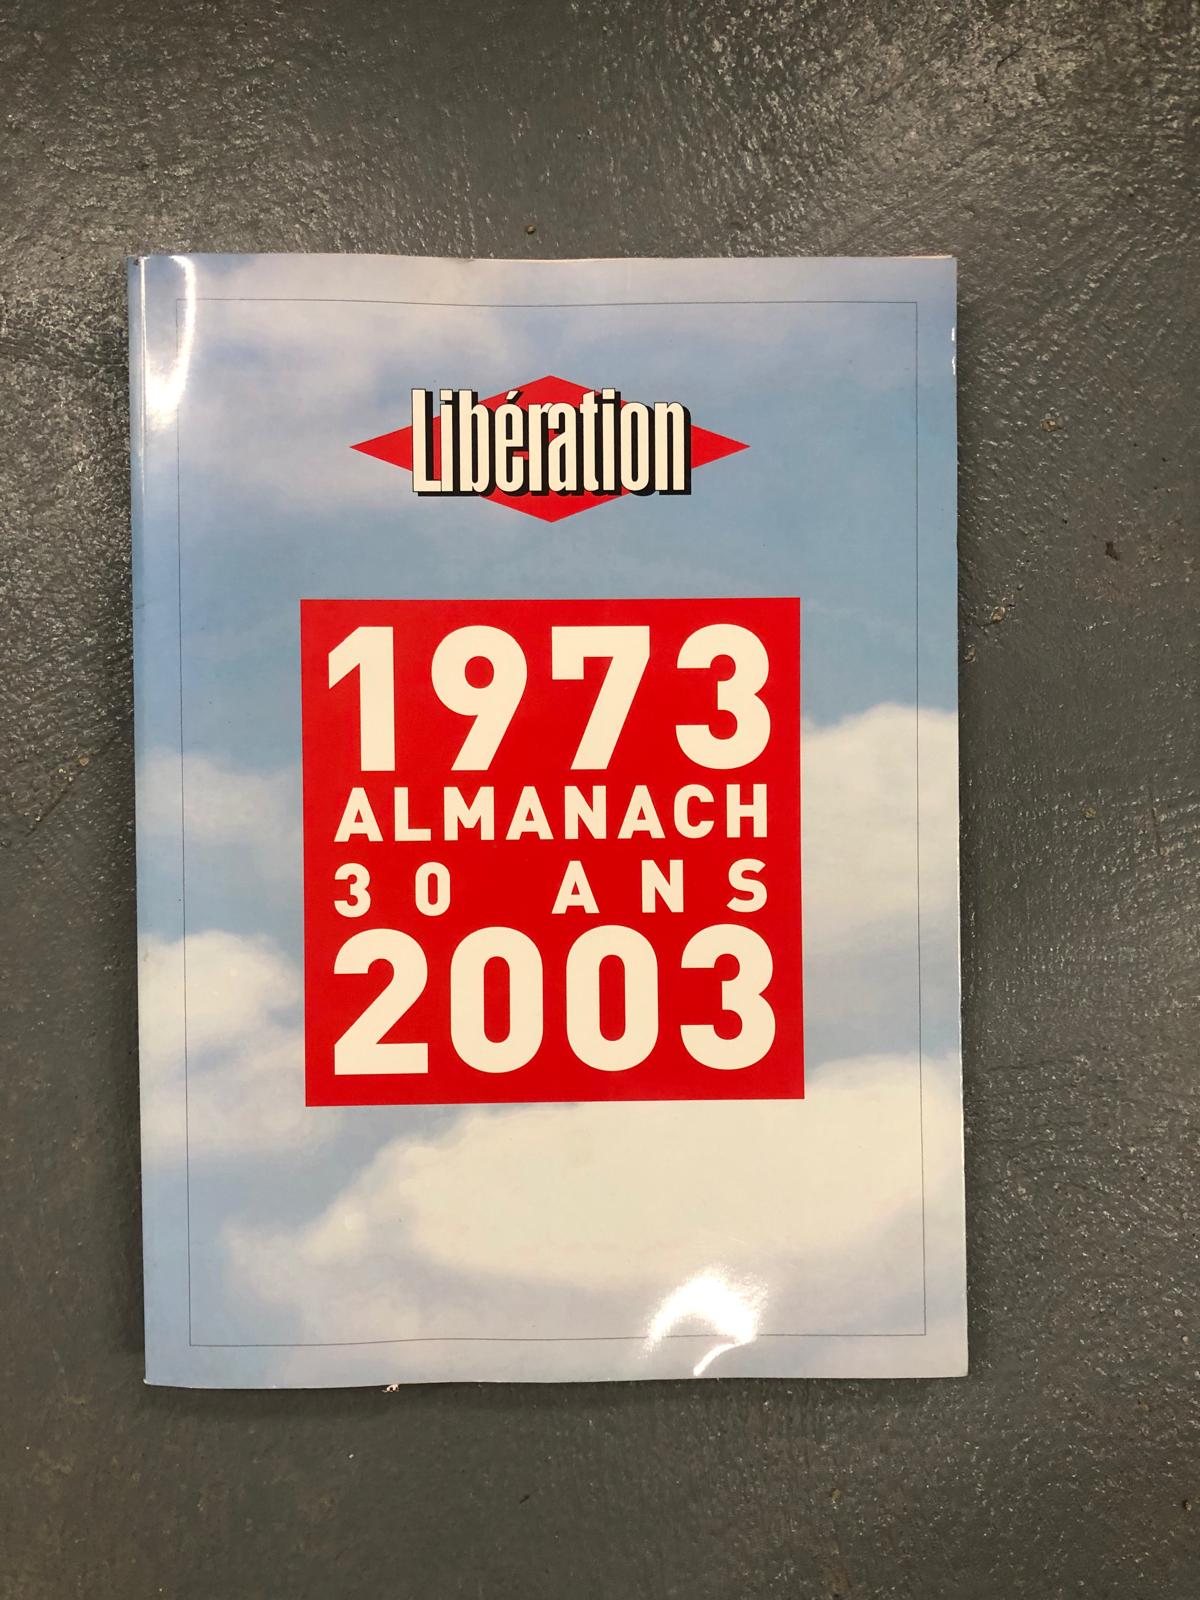 Libération
1973
ALMANACH
30 ANS
2003